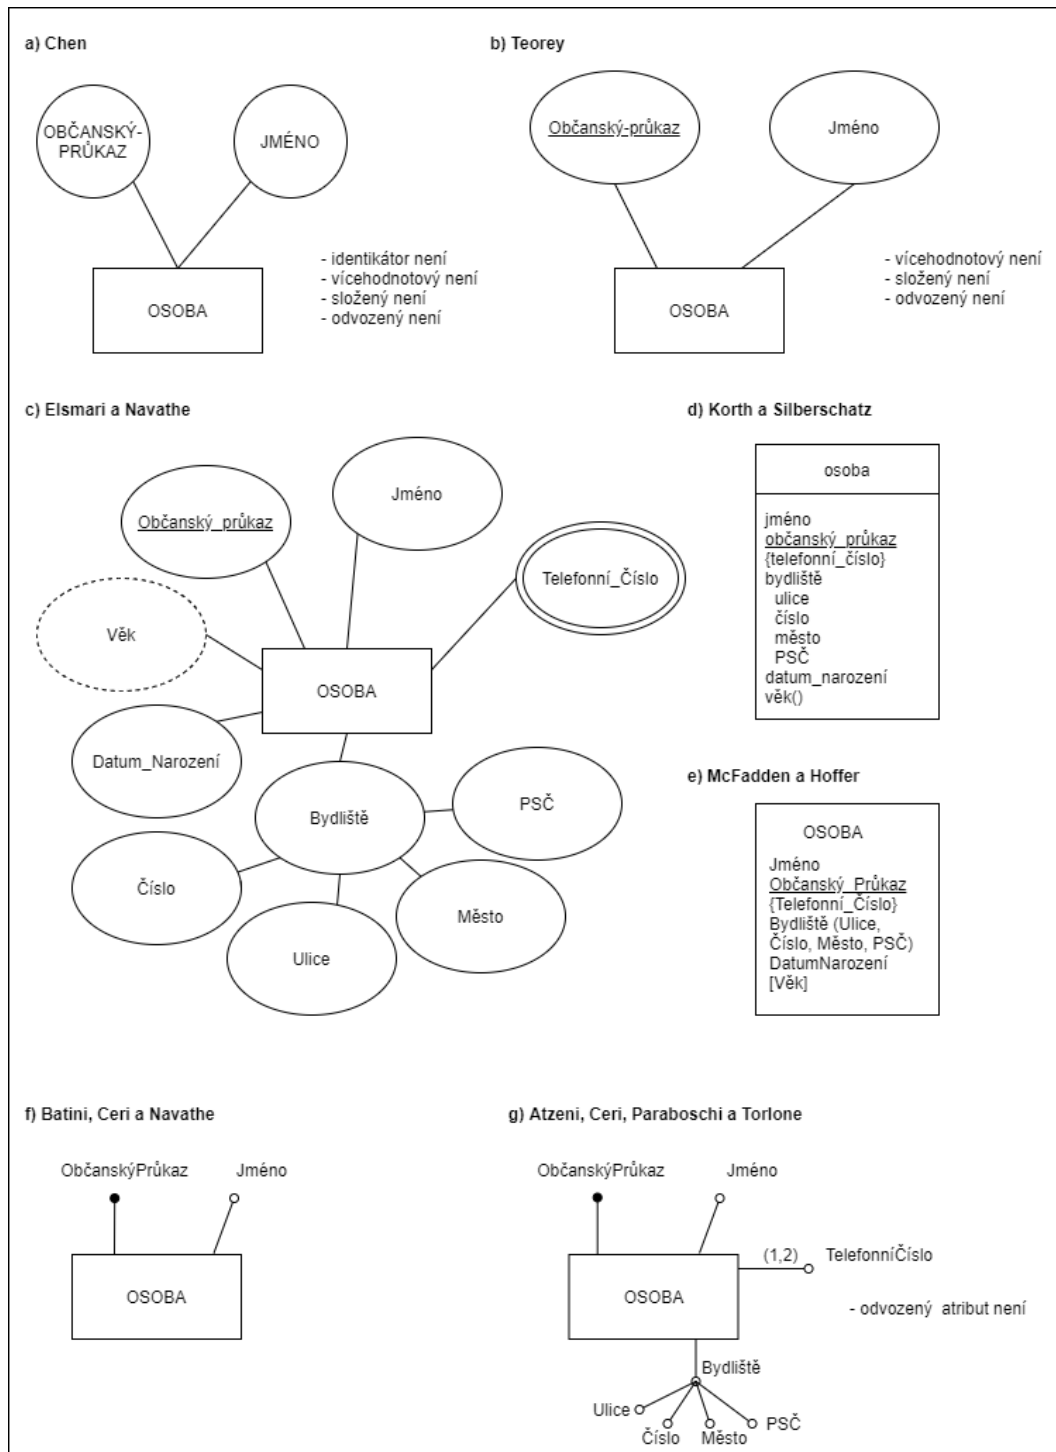 a) Chen
OBČANSKÝ-
PRŮKAZ
JMÉNO
OSOBA
- identikátor není
- vícehodnotový není
- složený není
- odvozený není
b) Teorey
Občanský-průkaz
Jméno
OSOBA
- vícehodnotový není
- složený není
- odvozený není
c) Elsmari a Navathe
Občanský_průkaz
Jméno
Telefonní_Číslo
Věk
OSOBA
Datum_Narození
Bydliště
PSČ
Číslo
Město
Ulice
d) Korth a Silberschatz
osoba
jméno
občanský_průkaz
{telefonní_číslo}
bydliště
ulice
číslo
město
PSČ
datum_narození
věk()
e) McFadden a Hoffer
OSOBA
Jméno
Občanský_Průkaz
{Telefonní_Číslo}
Bydliště (Ulice,
Číslo, Město, PSČ)
DatumNarození
[Věk]
f) Batini, Ceri a Navathe
ObčanskýPrůkaz
Jméno
OSOBA
g) Atzeni, Ceri, Paraboschi a Torlone
ObčanskýPrůkaz
Jméno
(1,2)
TelefonníČíslo
OSOBA
- odvozený atribut není
Bydliště
Ulice
Číslo
Město
PSČ